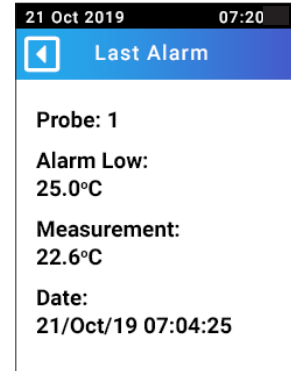 21 Oct 2019 07:20
Last Alarm
Probe: 1
Alarm Low:
25.0°C
Measurement:
22.6°C
Date:
21/Oct/19 07:04:25